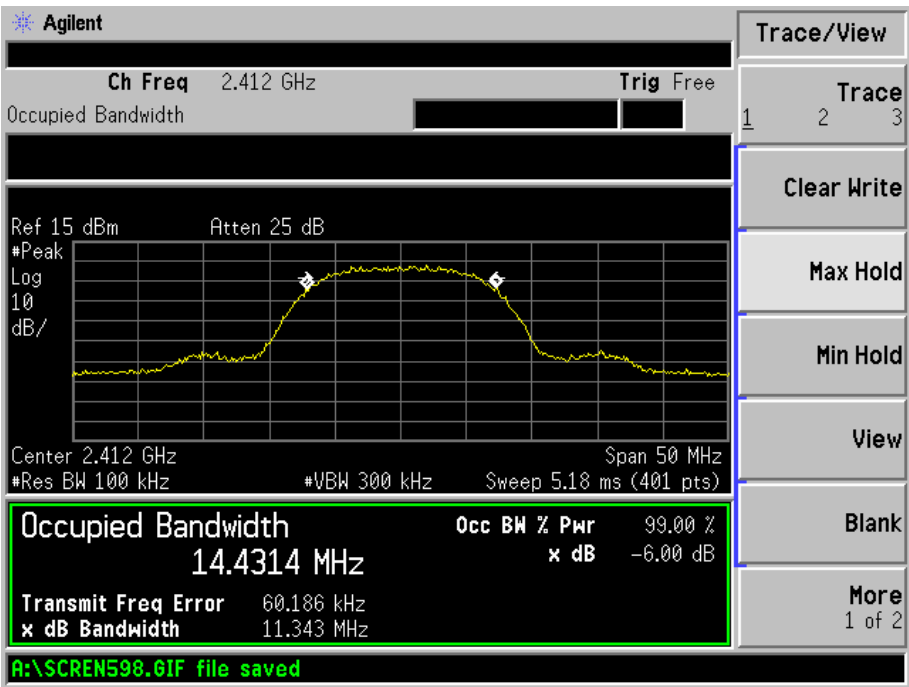 Agilent
Trace/View
Ch Freq 2.412 GHz Trig Free
Occupied Bandwidth
Trace
1 2 3
Clear Write
Max Hold
Min Hold
View
Blank
More
1 of 2
Ref 15 dBm Atten 25 dB
#Peak
Log
10
dB/
Center 2.412 GHz Span 50 MHz
#Res BW 100 kHz #VBW 300 kHz Sweep 5.18 ms (401 pts)
Occupied Bandwidth Occ BW % Pwr 99.00 %
14.4314 MHz x dB -6.00 dB
Transmit Freq Error 60.186 kHz
x dB Bandwidth 11.343 MHz
A:\SCREN598.GIF file saved